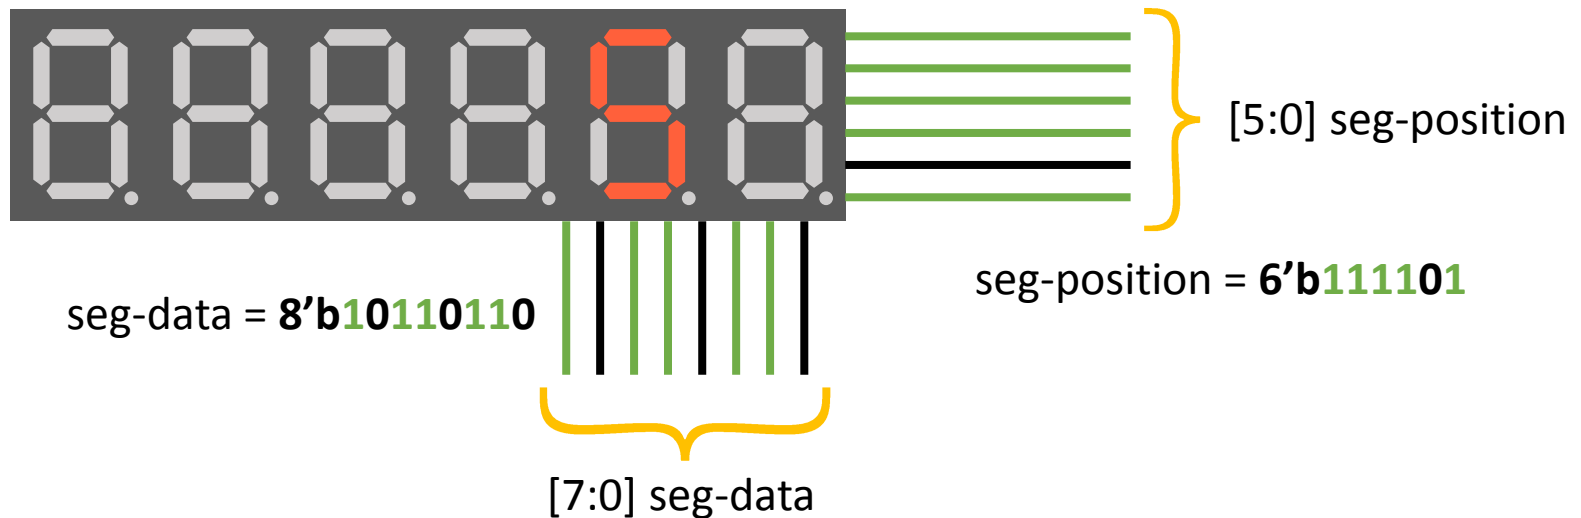 [5:0] seg-position
seg-position = 6’b111101
seg-data = 8’b10110110
[7:0] seg-data